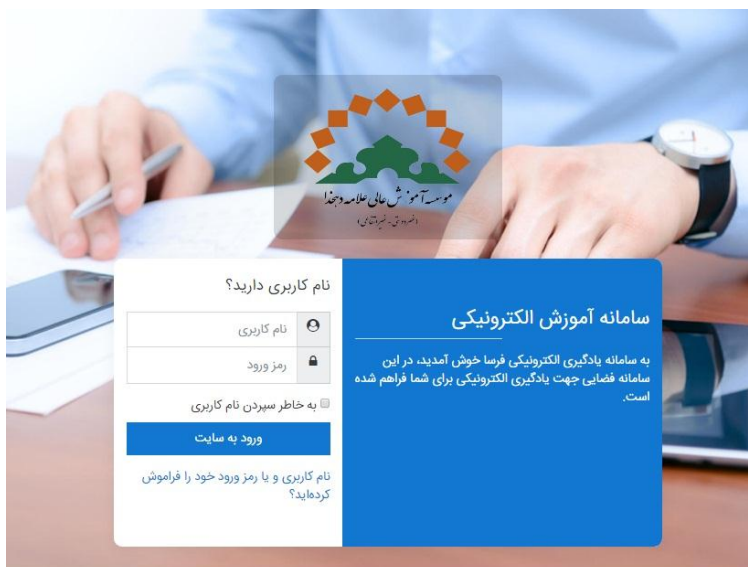 موسسه آموزش عالی علامه دهخدا
نام کاربری دارید؟
نام کاربری
رمز ورود
به خاطر سپردن نام کاربری
ورود به سایت
نام کاربری و یا رمز ورود خود را فراموش
کرده‌اید؟
سامانه آموزش الکترونیکی
به سامانه یادگیری الکترونیکی فرسا خوش آمدید، در این
سامانه فضایی جهت یادگیری الکترونیکی برای شما فراهم شده
است.